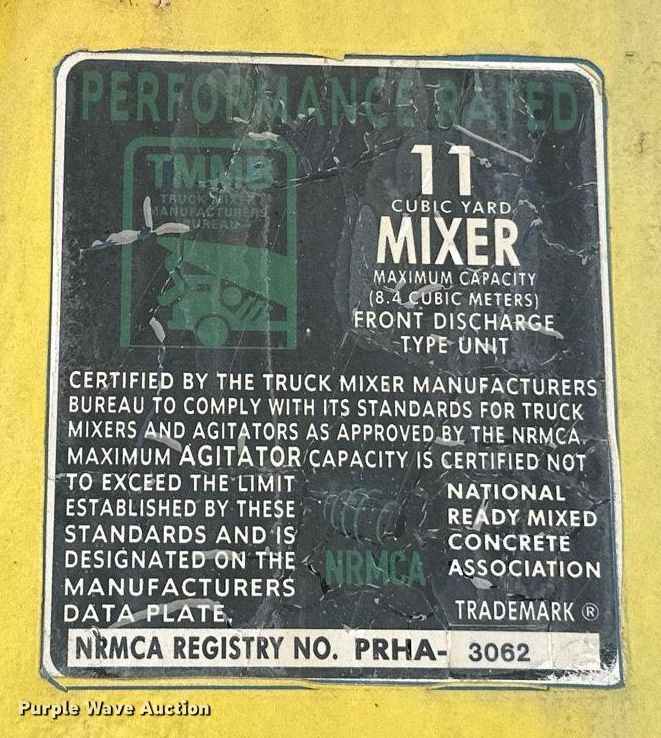 PERFORMANCE RATED
TMMB
TRUCK MIXER
MANUFACTURERS
BUREAU
11
CUBIC YARD
MIXER
MAXIMUM CAPACITY
(8.4 CUBIC METERS)
FRONT DISCHARGE
TYPE UNIT
CERTIFIED BY THE TRUCK MIXER MANUFACTURERS
BUREAU TO COMPLY WITH ITS STANDARDS FOR TRUCK
MIXERS AND AGITATORS AS APPROVED BY THE NRMCA.
MAXIMUM AGITATOR CAPACITY IS CERTIFIED NOT
TO EXCEED THE LIMIT
ESTABLISHED BY THESE
STANDARDS AND IS
DESIGNATED ON THE
MANUFACTURERS
DATA PLATE.
NRMCA
NATIONAL
READY MIXED
CONCRETE
ASSOCIATION
TRADEMARK ®
NRMCA REGISTRY NO. PRHA- 3062
Purple Wave Auction